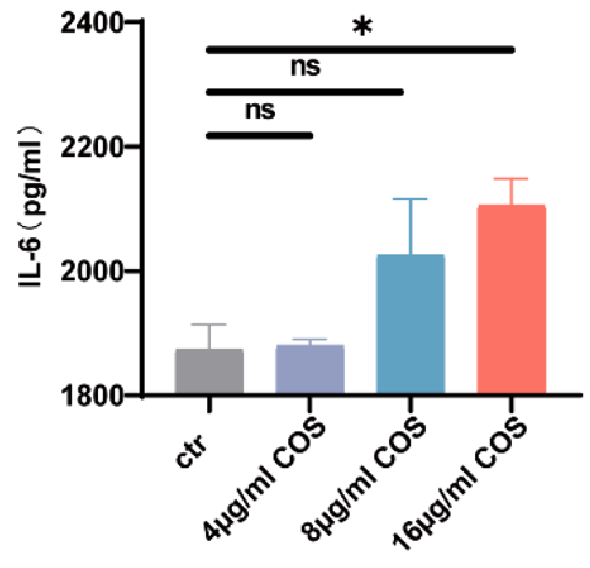 2400
*
ns
ns
2200
IL-6（pg/ml）
2000
1800
ctr
4μg/ml COS
8μg/ml COS
16μg/ml COS